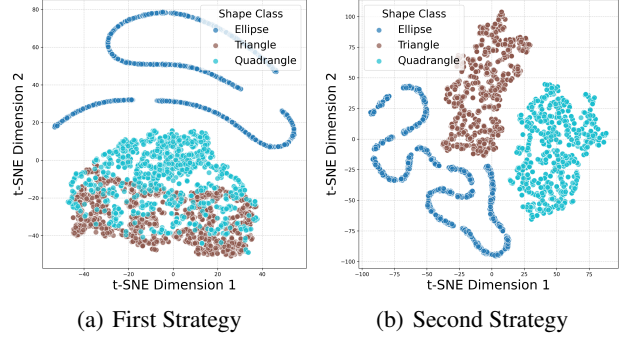 Shape Class
Ellipse
Triangle
Quadrangle
80
60
40
20
0
−20
−40
t-SNE Dimension 2
−40
−20
0
20
40
t-SNE Dimension 1
(a) First Strategy
Shape Class
Ellipse
Triangle
Quadrangle
100
75
50
25
0
−25
−50
−75
−100
t-SNE Dimension 2
−100
−75
−50
−25
0
25
50
75
t-SNE Dimension 1
(b) Second Strategy